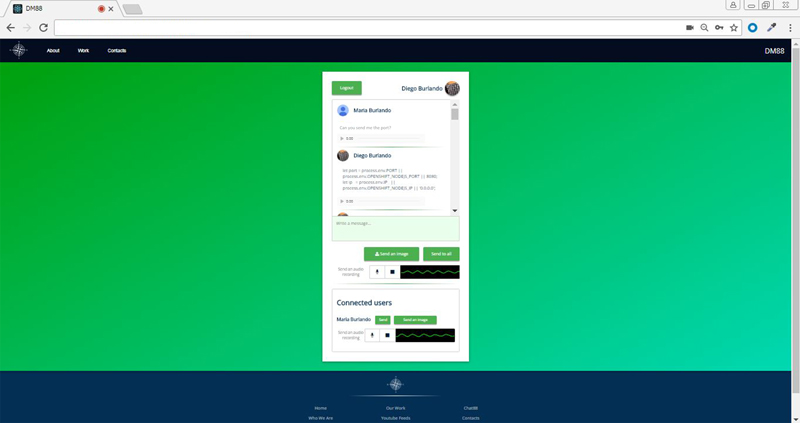 DM88
About
Work
Contacts
DM88
Logout
Diego Burlando
Maria Burlando
Can you send me the port?
0:00
Diego Burlando
var port = process.env.PORT ||
process.env.OPENSHIFT_NODEJS_PORT || 8080,
var ip = process.env.IP ||
process.env.OPENSHIFT_NODEJS_IP || '0.0.0.0';
0:00
Write a message...
Send an image
Send to all
Send an audio
recording
Connected users
Maria Burlando
Send
Send an image
Send an audio
recording
Home
Our Work
Chat88
Who We Are
Youtube Feeds
Contacts